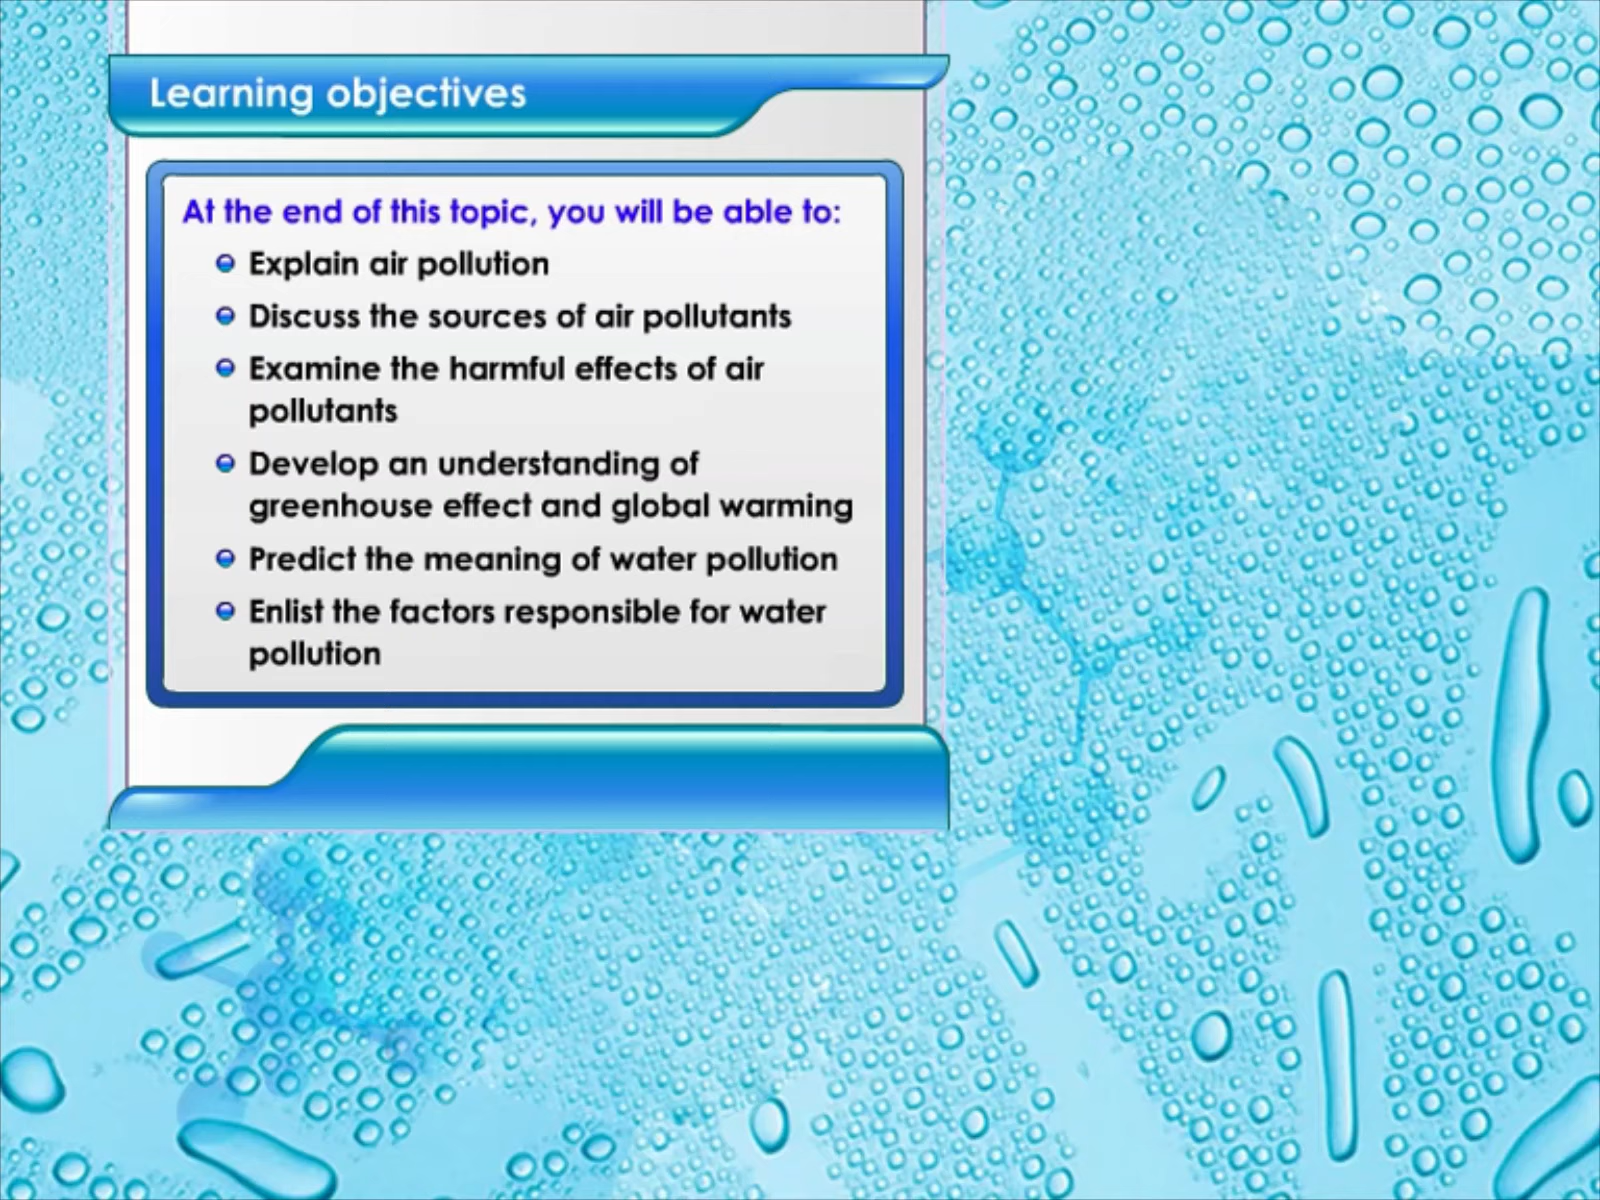 Learning objectives
At the end of this topic, you will be able to:
Explain air pollution
Discuss the sources of air pollutants
Examine the harmful effects of air
pollutants
Develop an understanding of
greenhouse effect and global warming
Predict the meaning of water pollution
Enlist the factors responsible for water
pollution